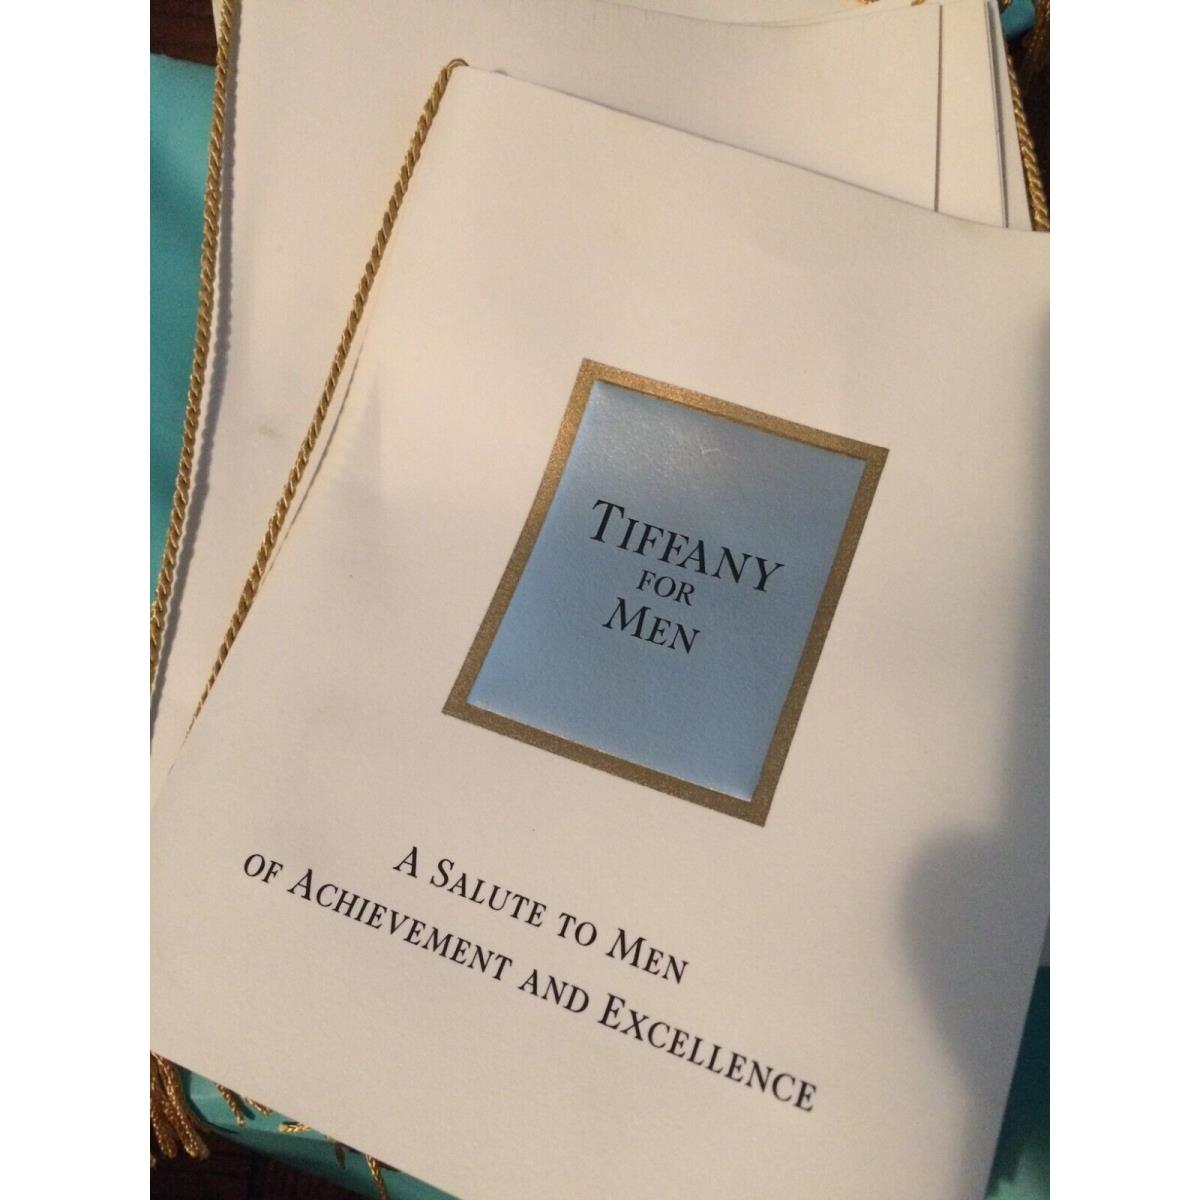 TIFFANY
FOR
MEN
A SALUTE TO MEN
OF ACHIEVEMENT AND EXCELLENCE